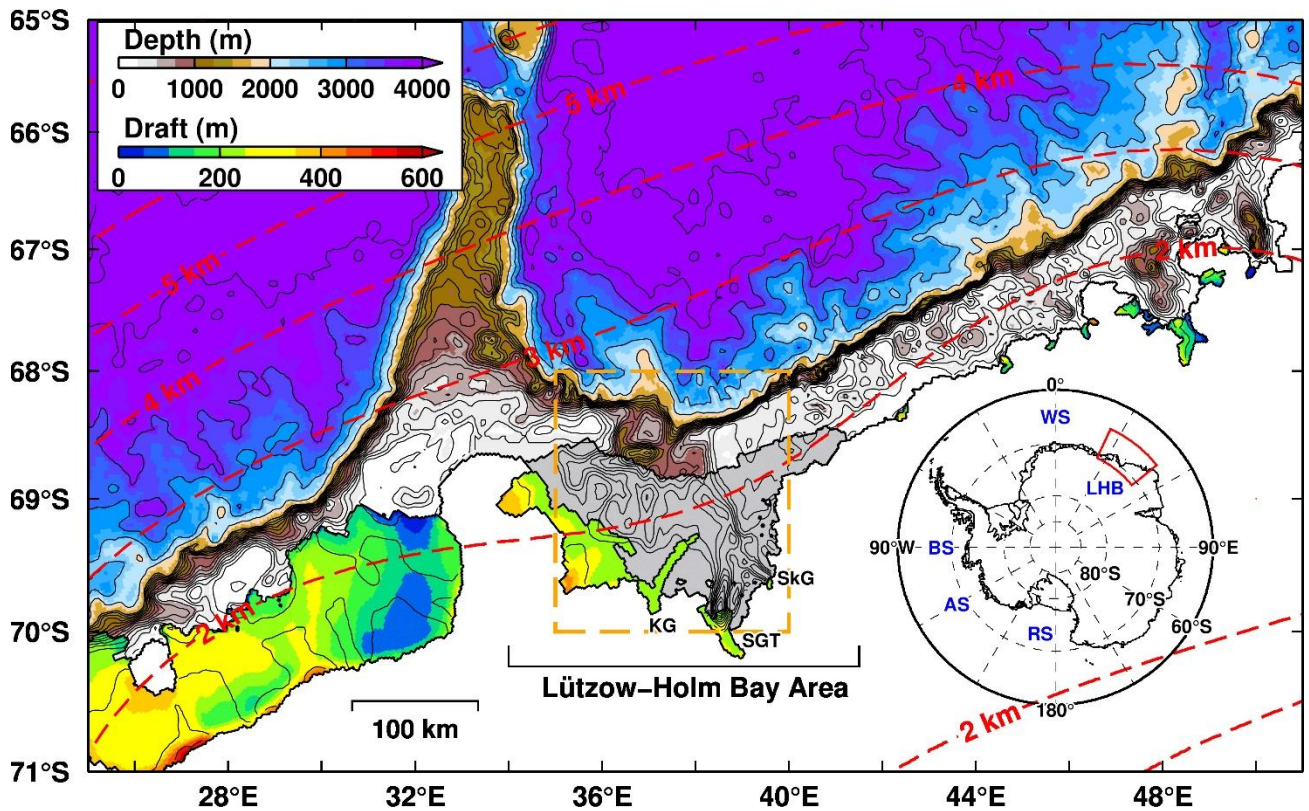 65°S
66°S
67°S
68°S
69°S
70°S
71°S
Depth (m)
0 1000 2000 3000 4000
Draft (m)
0 200 400 600
5 km
4 km
5 km
4 km
3 km
2 km
2 km
2 km
SkG
KG
SGT
Lützow–Holm Bay Area
100 km
0°
WS
LHB
90°W
BS
90°E
80°S
AS
70°S
RS
60°S
180°
28°E 32°E 36°E 40°E 44°E 48°E